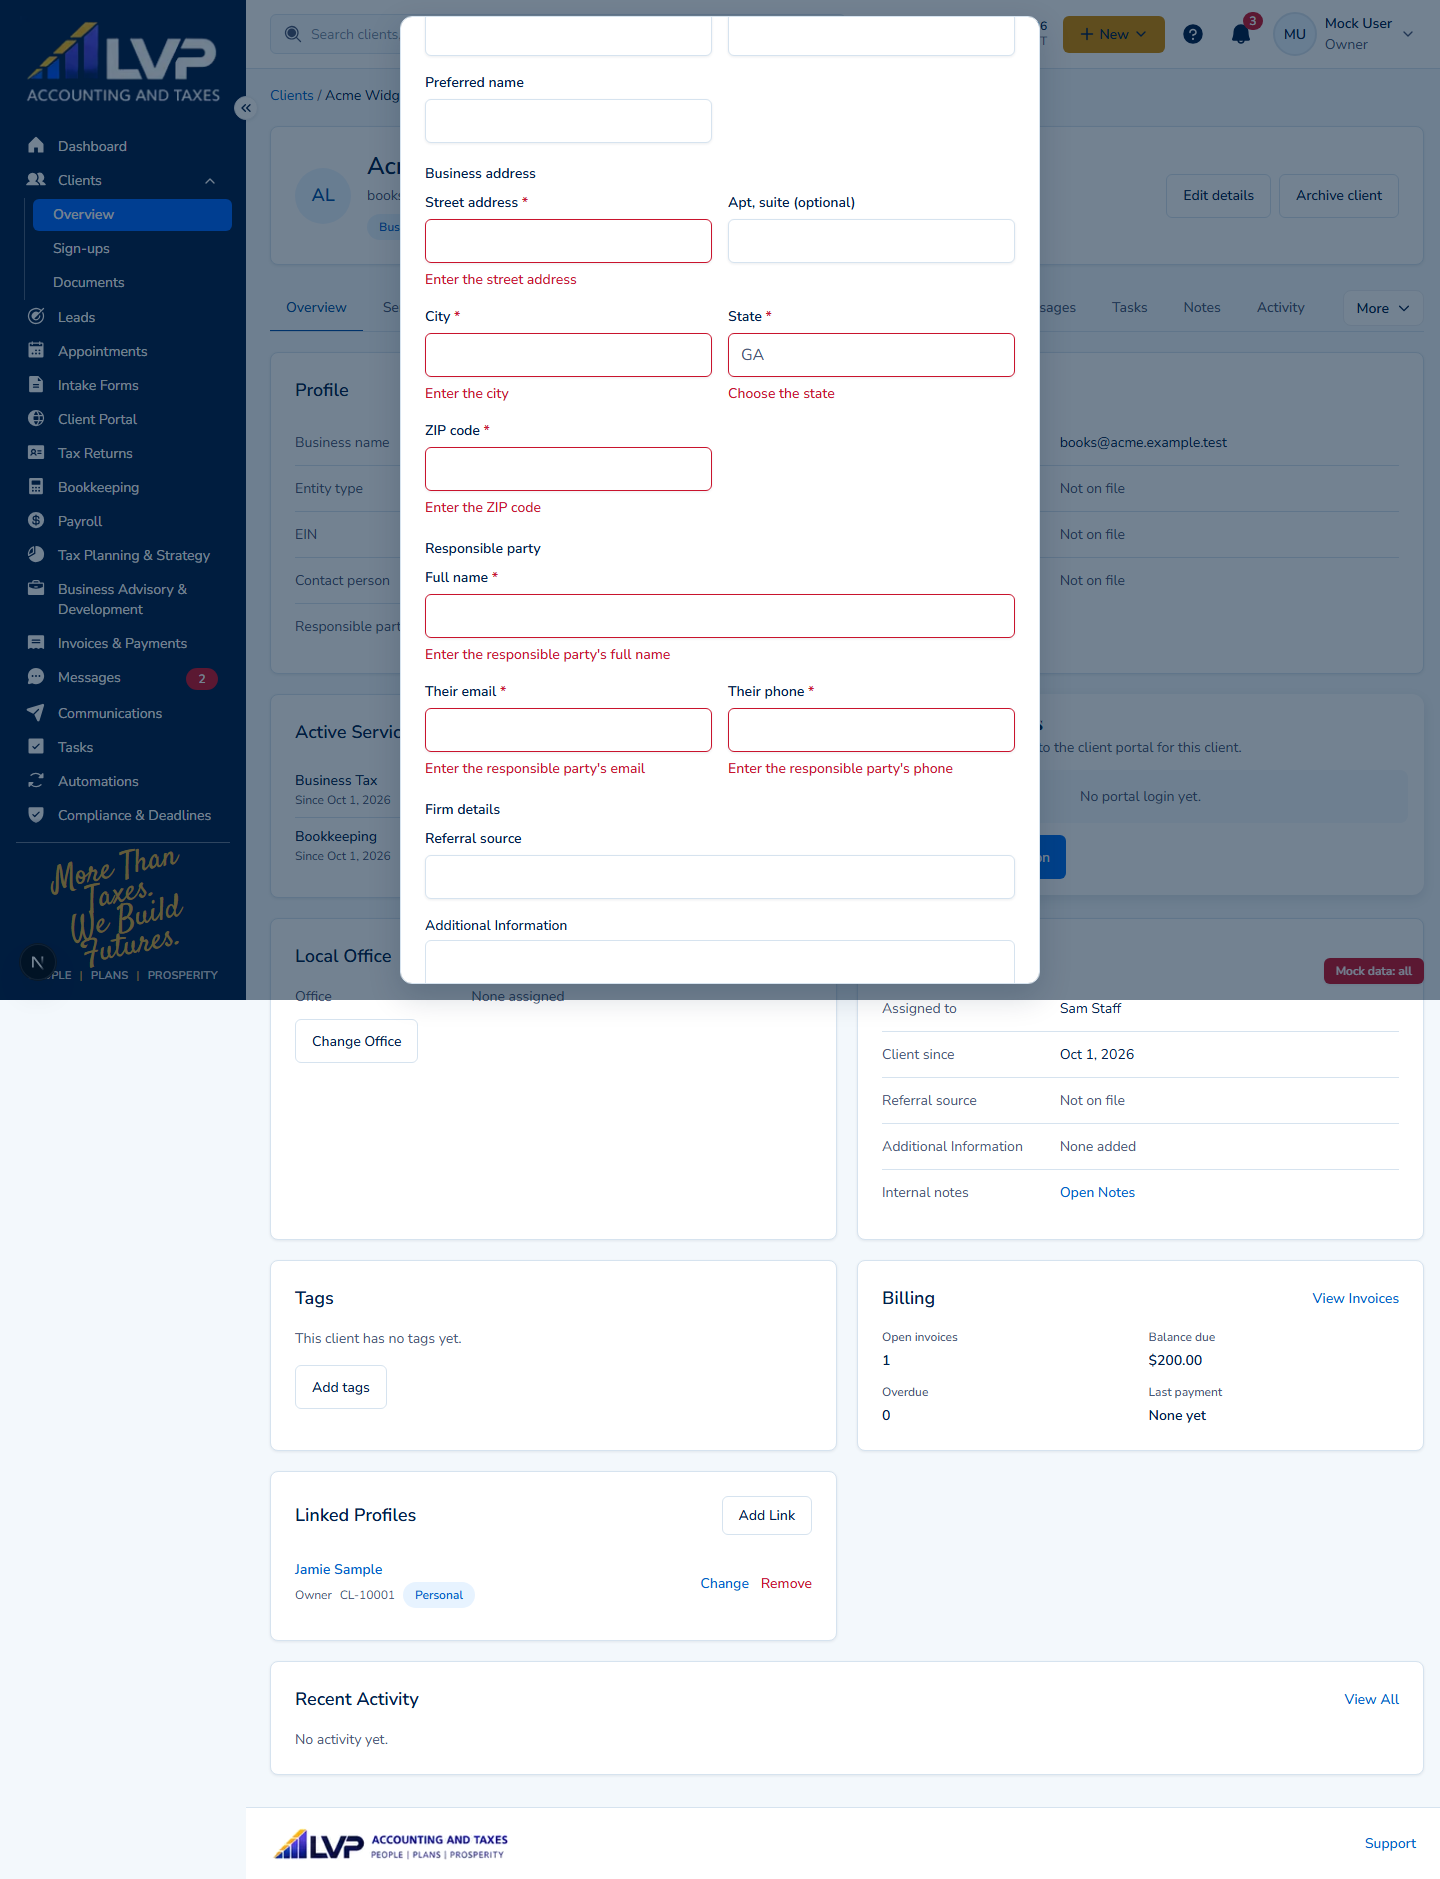 LVP
ACCOUNTING AND TAXES
Dashboard
Clients
Overview
Sign-ups
Documents
Leads
Appointments
Intake Forms
Client Portal
Tax Returns
Bookkeeping
Payroll
Tax Planning & Strategy
Business Advisory &
Development
Invoices & Payments
Messages 2
Communications
Tasks
Automations
Compliance & Deadlines
More Than
Taxes.
We Build
Futures.
N
PLE | PLANS | PROSPERITY
Search clients
6
T
New
3
MU
Mock User
Owner
Clients / Acme Widg
AL
Ac
books
Bus
Edit details
Archive client
Overview
Se
sages
Tasks
Notes
Activity
More
Profile
Business name
books@acme.example.test
Entity type
Not on file
EIN
Not on file
Contact person
Not on file
Responsible part
Active Servic
Business Tax
Since Oct 1, 2026
Bookkeeping
Since Oct 1, 2026
s
to the client portal for this client.
No portal login yet.
on
Preferred name
Business address
Street address *
Apt, suite (optional)
Enter the street address
City *
State *
GA
Enter the city
Choose the state
ZIP code *
Enter the ZIP code
Responsible party
Full name *
Enter the responsible party's full name
Their email *
Their phone *
Enter the responsible party's email
Enter the responsible party's phone
Firm details
Referral source
Additional Information
Local Office
Office
None assigned
Change Office
Mock data: all
Assigned to
Sam Staff
Client since
Oct 1, 2026
Referral source
Not on file
Additional Information
None added
Internal notes
Open Notes
Tags
This client has no tags yet.
Add tags
Billing
View Invoices
Open invoices
Balance due
1
$200.00
Overdue
Last payment
0
None yet
Linked Profiles
Add Link
Jamie Sample
Owner CL-10001 Personal
Change
Remove
Recent Activity
View All
No activity yet.
LVP ACCOUNTING AND TAXES
PEOPLE | PLANS | PROSPERITY
Support